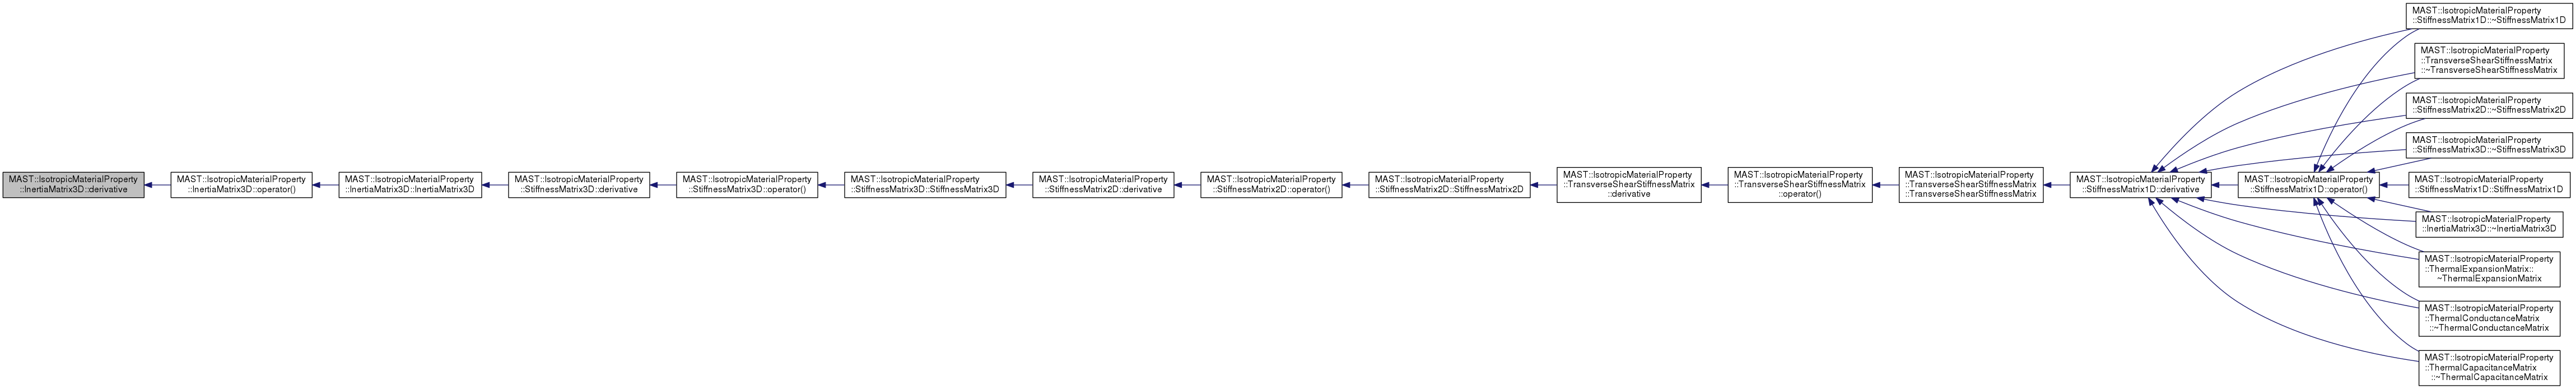 MAST::IsotropicMaterialProperty
::InertiaMatrix3D::derivative
MAST::IsotropicMaterialProperty
::InertiaMatrix3D::operator()
MAST::IsotropicMaterialProperty
::InertiaMatrix3D::InertiaMatrix3D
MAST::IsotropicMaterialProperty
::StiffnessMatrix3D::derivative
MAST::IsotropicMaterialProperty
::StiffnessMatrix3D::operator()
MAST::IsotropicMaterialProperty
::StiffnessMatrix3D::StiffnessMatrix3D
MAST::IsotropicMaterialProperty
::StiffnessMatrix2D::derivative
MAST::IsotropicMaterialProperty
::StiffnessMatrix2D::operator()
MAST::IsotropicMaterialProperty
::StiffnessMatrix2D::StiffnessMatrix2D
MAST::IsotropicMaterialProperty
::TransverseShearStiffnessMatrix
::derivative
MAST::IsotropicMaterialProperty
::TransverseShearStiffnessMatrix
::operator()
MAST::IsotropicMaterialProperty
::TransverseShearStiffnessMatrix
::TransverseShearStiffnessMatrix
MAST::IsotropicMaterialProperty
::StiffnessMatrix1D::derivative
MAST::IsotropicMaterialProperty
::StiffnessMatrix1D::operator()
MAST::IsotropicMaterialProperty
::StiffnessMatrix1D::~StiffnessMatrix1D
MAST::IsotropicMaterialProperty
::TransverseShearStiffnessMatrix
::~TransverseShearStiffnessMatrix
MAST::IsotropicMaterialProperty
::StiffnessMatrix2D::~StiffnessMatrix2D
MAST::IsotropicMaterialProperty
::StiffnessMatrix3D::~StiffnessMatrix3D
MAST::IsotropicMaterialProperty
::StiffnessMatrix1D::StiffnessMatrix1D
MAST::IsotropicMaterialProperty
::InertiaMatrix3D::~InertiaMatrix3D
MAST::IsotropicMaterialProperty
::ThermalExpansionMatrix::
~ThermalExpansionMatrix
MAST::IsotropicMaterialProperty
::ThermalConductanceMatrix
::~ThermalConductanceMatrix
MAST::IsotropicMaterialProperty
::ThermalCapacitanceMatrix
::~ThermalCapacitanceMatrix